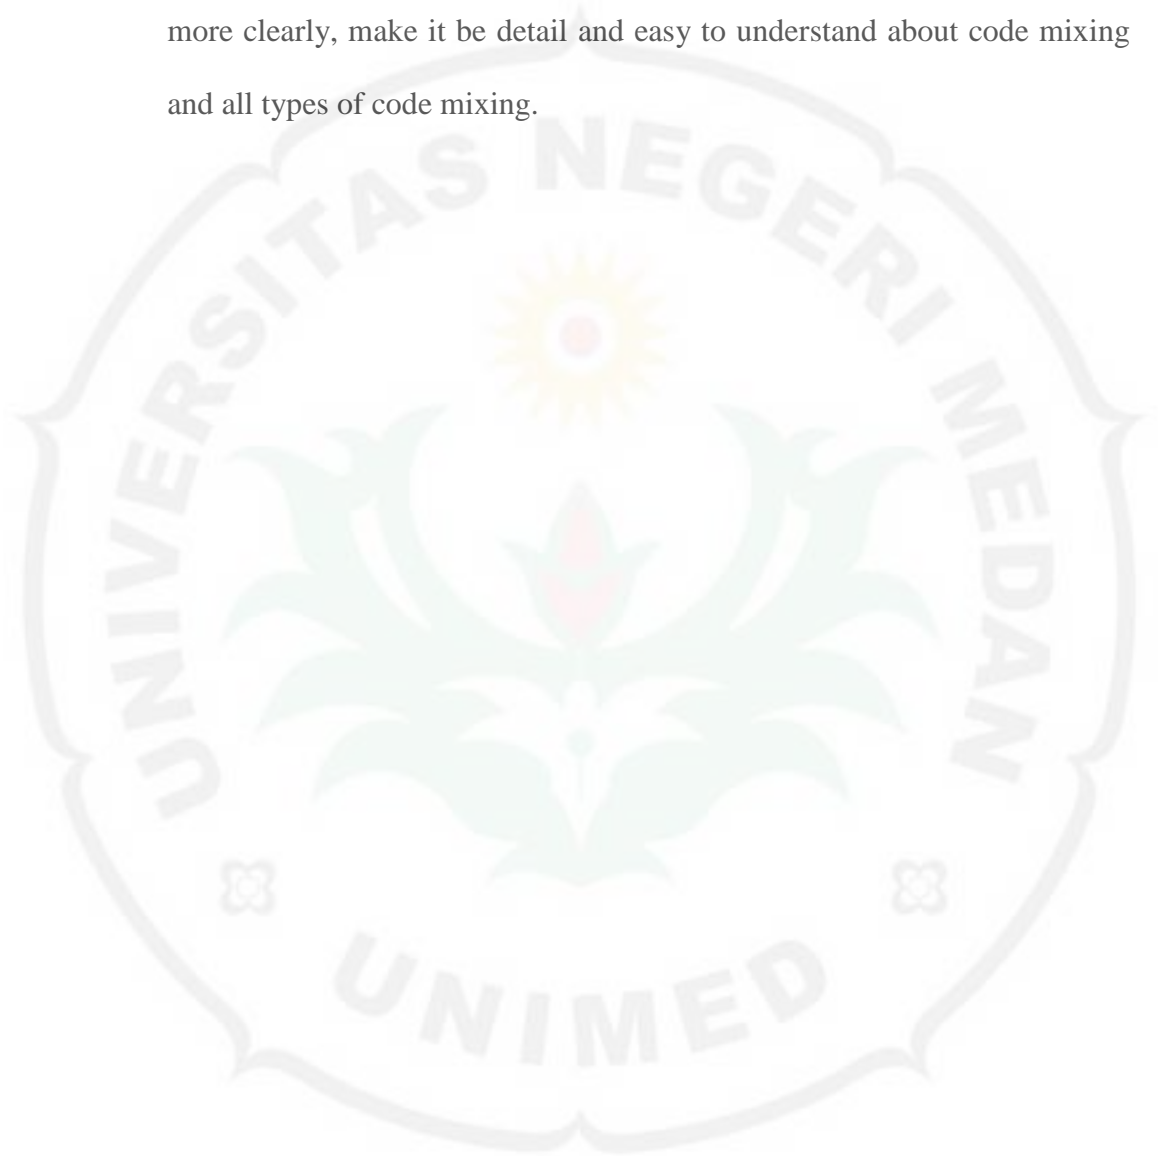 more clearly, make it be detail and easy to understand about code mixing
and all types of code mixing.
UNIVERSITAS NEGERI MEDAN
UNIMED